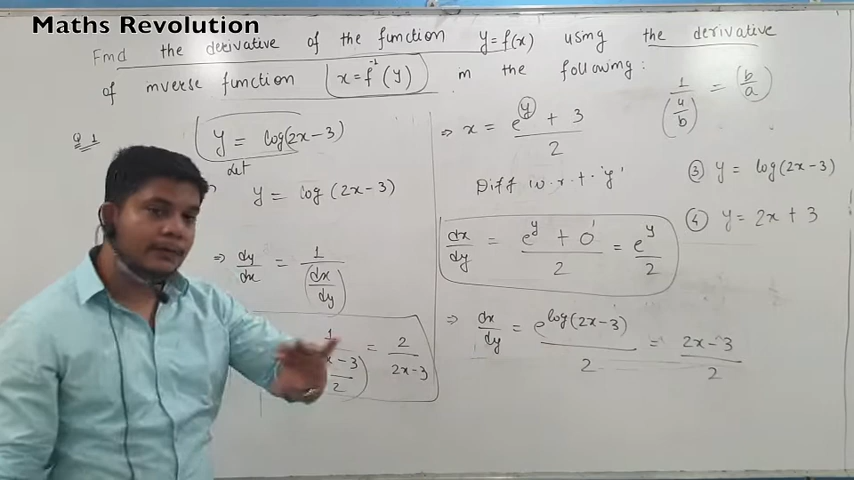 Maths Revolution
Find the derivative of the function y=f(x) using the derivative
of inverse function x=f⁻¹(y) in the following:
Q.1 y = log(2x-3)
Let
y = log(2x-3)
⇒ dy/dx = 1/(dx/dy)
= 2/(2x-3)
⇒ x = (e^y + 3)/2
Diff w.r.t. 'y'
dx/dy = (e^y + 0)/2 = e^y/2
⇒ dx/dy = e^log(2x-3)/2 = (2x-3)/2
1/(a/b) = (b/a)
③ y = log(2x-3)
④ y = 2x+3